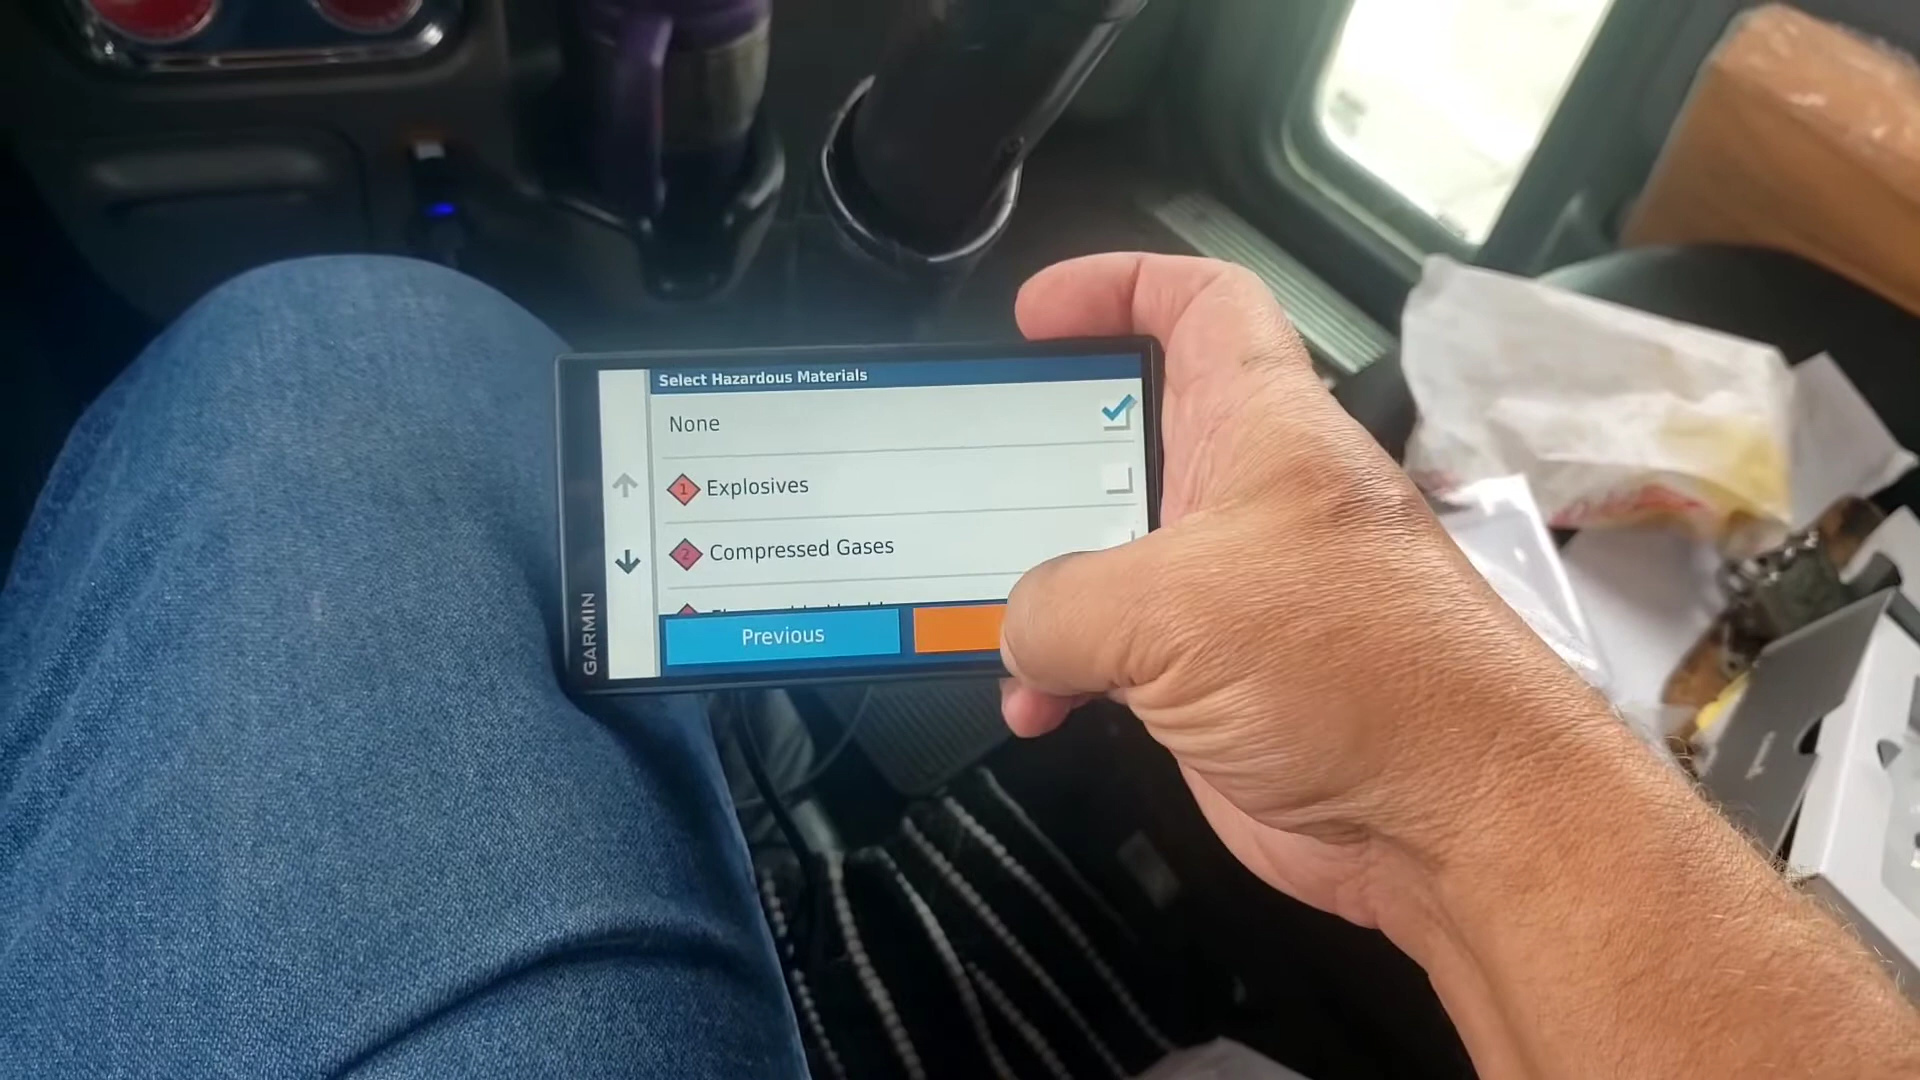 Select Hazardous Materials
None
1 Explosives
2 Compressed Gases
Previous
GARMIN